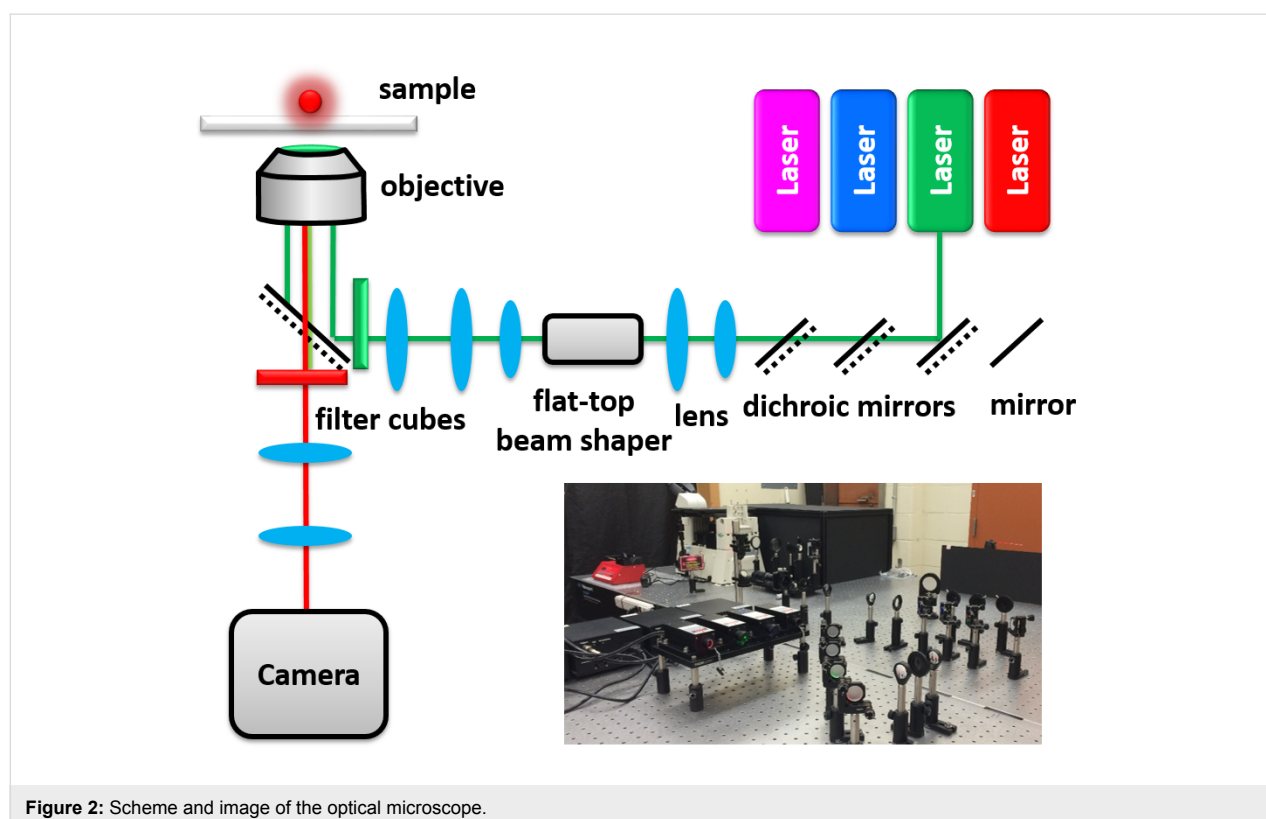 sample
objective
Laser
Laser
Laser
Laser
filter cubes
flat-top
beam shaper
lens
dichroic mirrors
mirror
Camera
Figure 2: Scheme and image of the optical microscope.